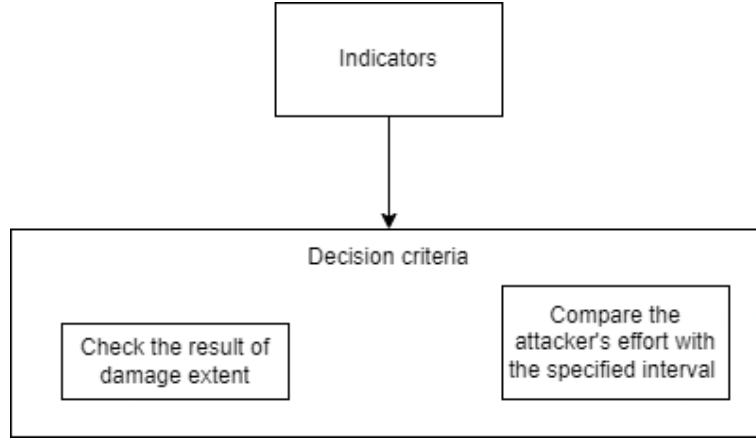 Indicators
Decision criteria
Check the result of
damage extent
Compare the
attacker's effort with
the specified interval